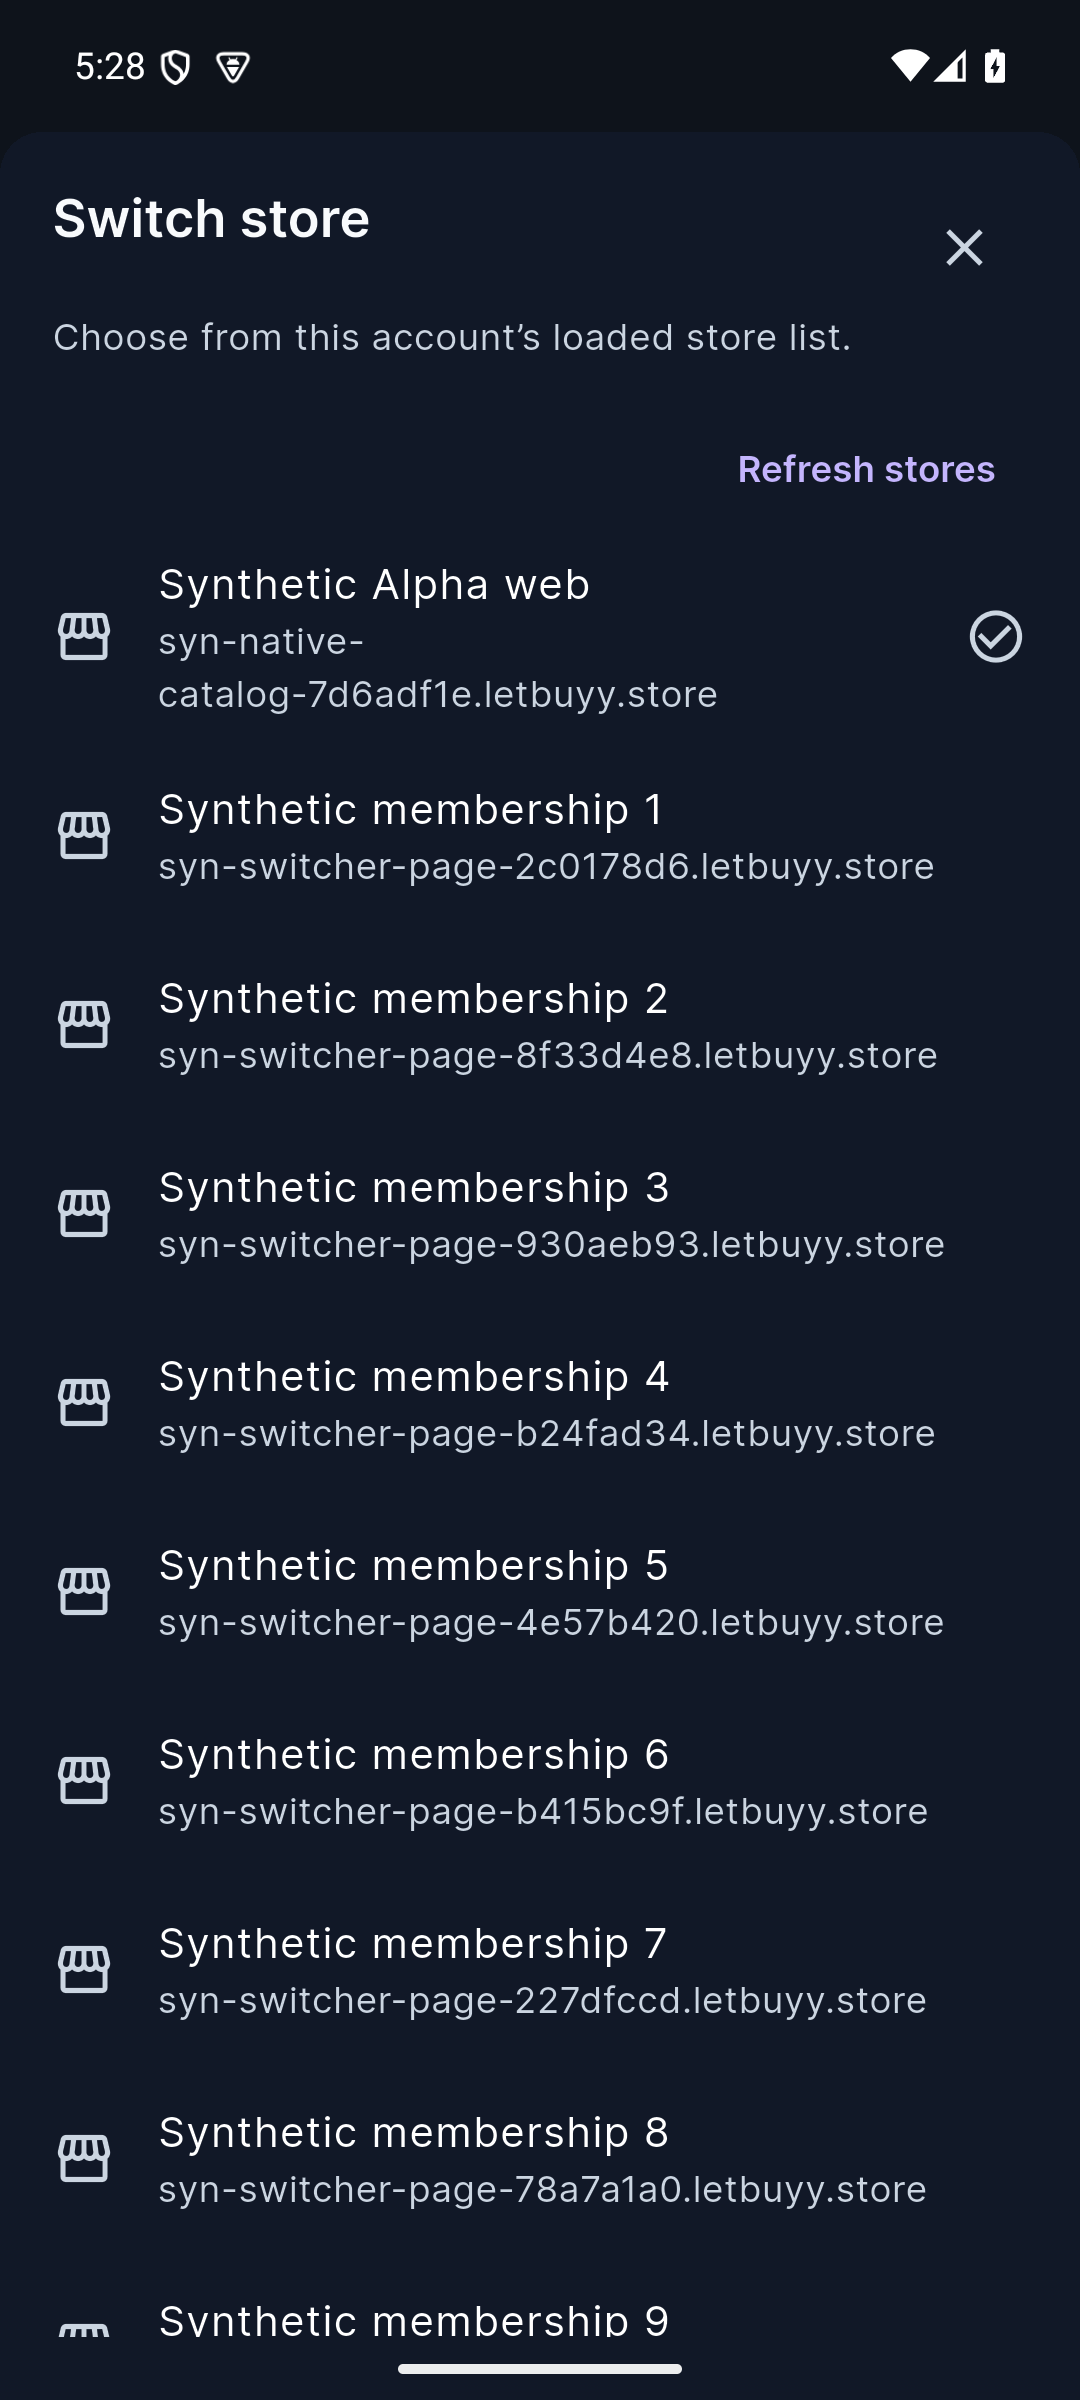 5:28
Switch store
Choose from this account’s loaded store list.
Refresh stores
Synthetic Alpha web
syn-native-
catalog-7d6adf1e.letbuyy.store
Synthetic membership 1
syn-switcher-page-2c0178d6.letbuyy.store
Synthetic membership 2
syn-switcher-page-8f33d4e8.letbuyy.store
Synthetic membership 3
syn-switcher-page-930aeb93.letbuyy.store
Synthetic membership 4
syn-switcher-page-b24fad34.letbuyy.store
Synthetic membership 5
syn-switcher-page-4e57b420.letbuyy.store
Synthetic membership 6
syn-switcher-page-b415bc9f.letbuyy.store
Synthetic membership 7
syn-switcher-page-227dfccd.letbuyy.store
Synthetic membership 8
syn-switcher-page-78a7a1a0.letbuyy.store
Synthetic membership 9